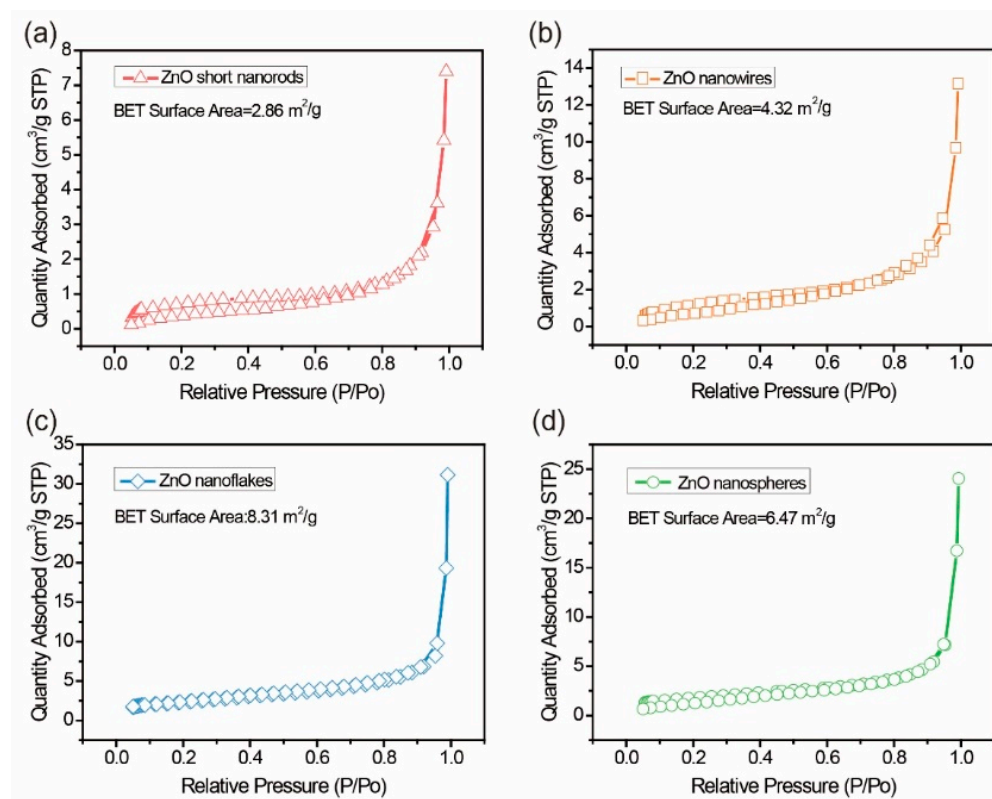 (a)
8
7
6
5
4
3
2
1
0
Quantity Adsorbed (cm³/g STP)
ZnO short nanorods
BET Surface Area=2.86 m²/g
0.0 0.2 0.4 0.6 0.8 1.0
Relative Pressure (P/Po)
(b)
14
12
10
8
6
4
2
0
Quantity Adsorbed (cm³/g STP)
ZnO nanowires
BET Surface Area=4.32 m²/g
0.0 0.2 0.4 0.6 0.8 1.0
Relative Pressure (P/Po)
(c)
35
30
25
20
15
10
5
0
Quantity Adsorbed (cm³/g STP)
ZnO nanoflakes
BET Surface Area:8.31 m²/g
0.0 0.2 0.4 0.6 0.8 1.0
Relative Pressure (P/Po)
(d)
25
20
15
10
5
0
Quantity Adsorbed (cm³/g STP)
ZnO nanospheres
BET Surface Area=6.47 m²/g
0.0 0.2 0.4 0.6 0.8 1.0
Relative Pressure (P/Po)